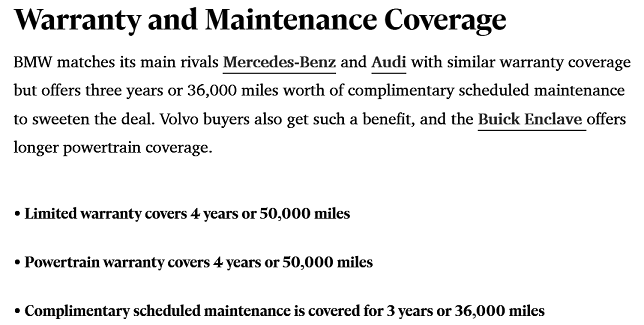 Warranty and Maintenance Coverage
BMW matches its main rivals Mercedes-Benz and Audi with similar warranty coverage
but offers three years or 36,000 miles worth of complimentary scheduled maintenance
to sweeten the deal. Volvo buyers also get such a benefit, and the Buick Enclave offers
longer powertrain coverage.
• Limited warranty covers 4 years or 50,000 miles
• Powertrain warranty covers 4 years or 50,000 miles
• Complimentary scheduled maintenance is covered for 3 years or 36,000 miles